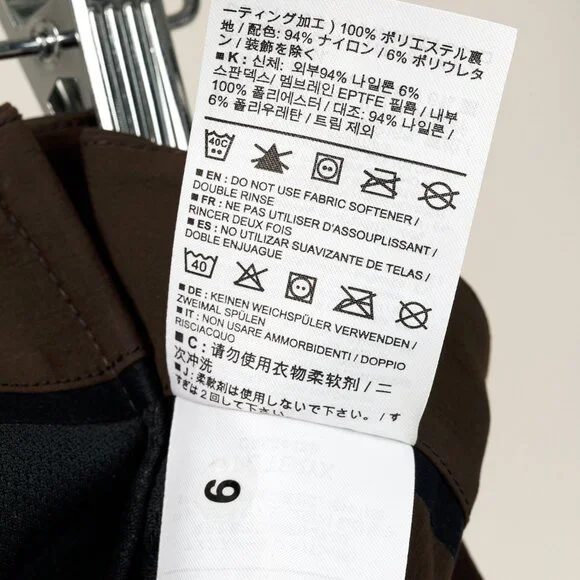 ーティング加工）100% ポリエステル裏
地 / 配色: 94% ナイロン / 6% ポリウレタ
ン / 装飾を除く
■ K : 신체: 외부94% 나일론 6%
스판덱스/ 멤브레인 EPTFE 필름 / 내부
100% 폴리에스터 / 대조: 94% 나일론 /
6% 폴리우레탄 / 트림 제외
40C
■ EN : DO NOT USE FABRIC SOFTENER /
DOUBLE RINSE
■ FR : NE PAS UTILISER D'ASSOUPLISSANT /
RINCER DEUX FOIS
■ ES : NO UTILIZAR SUAVIZANTE DE TELAS /
DOBLE ENJUAGUE
40
■ DE : KEINEN WEICHSPÜLER VERWENDEN /
ZWEIMAL SPÜLEN
■ IT : NON USARE AMMORBIDENTI / DOPPIO
RISCIACQUO
■ C : 请勿使用衣物柔软剂 / 二
次冲洗
■ J : 柔軟剤は使用しないで下さい。 / す
すぎは2回して下さい。
9